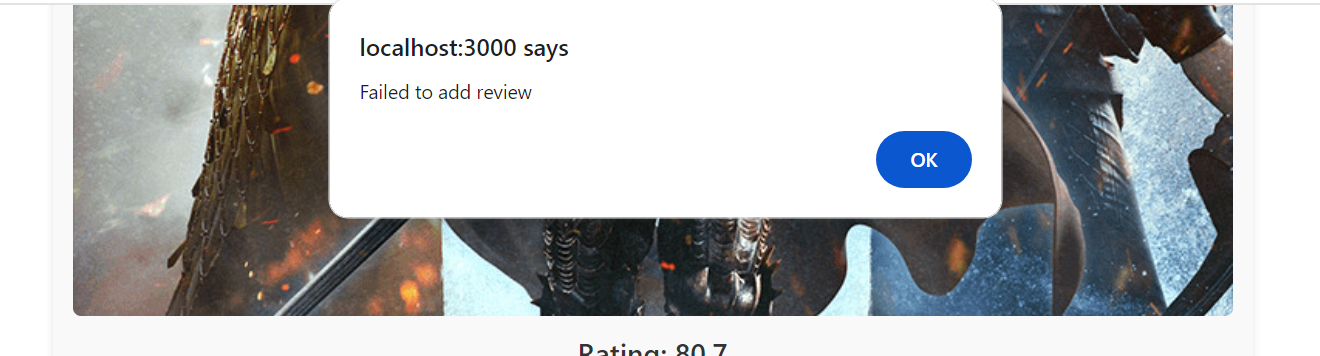 localhost:3000 says
Failed to add review
OK
Rating: 80.7